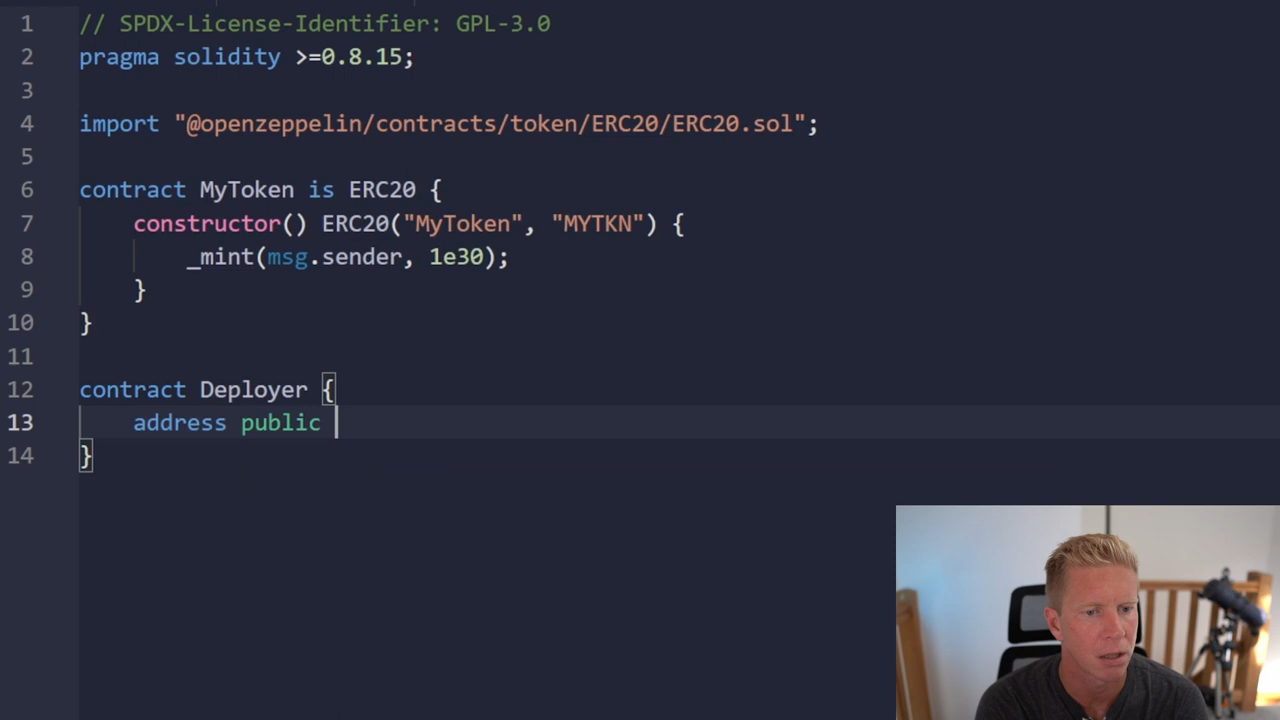 1 // SPDX-License-Identifier: GPL-3.0
2 pragma solidity >=0.8.15;
3
4 import "@openzeppelin/contracts/token/ERC20/ERC20.sol";
5
6 contract MyToken is ERC20 {
7     constructor() ERC20("MyToken", "MYTKN") {
8         _mint(msg.sender, 1e30);
9     }
10 }
11
12 contract Deployer {
13     address public
14 }